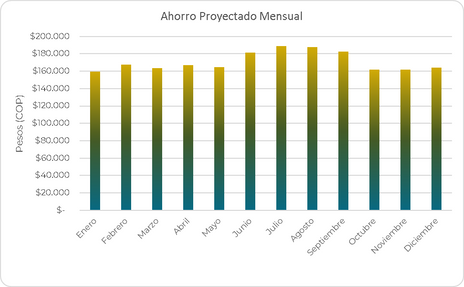 Ahorro Proyectado Mensual
Pesos (COP)
$200.000
$180.000
$160.000
$140.000
$120.000
$100.000
$80.000
$60.000
$40.000
$20.000
$-
Enero
Febrero
Marzo
Abril
Mayo
Junio
Julio
Agosto
Septiembre
Octubre
Noviembre
Diciembre